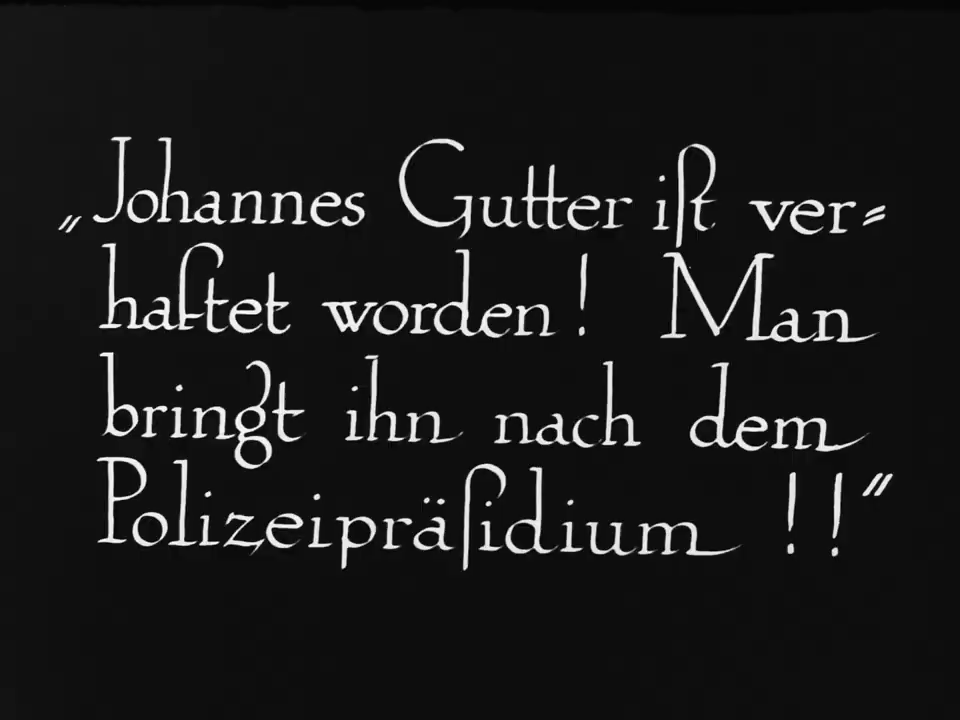 „Johannes Gutter iſt ver⸗
haftet worden! Man
bringt ihn nach dem
Polizeipräſidium !!"